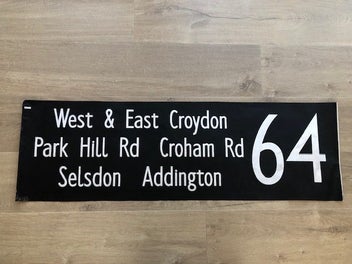 West & East Croydon
Park Hill Rd Croham Rd
Selsdon Addington
64